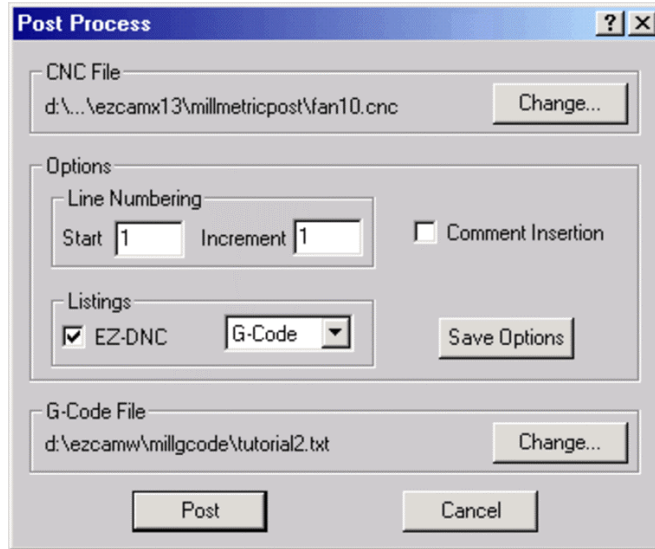 Post Process
CNC File
d:\...\ezcamx13\millmetricpost\fan10.cnc Change...
Options
Line Numbering
Start 1 Increment 1 Comment Insertion
Listings
EZ-DNC G-Code Save Options
G-Code File
d:\ezcamw\millgcode\tutorial2.txt Change...
Post Cancel